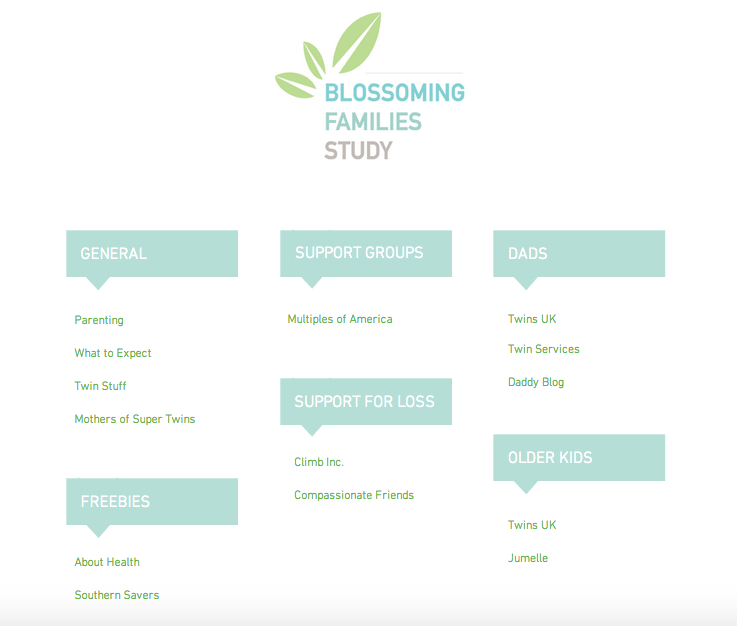 BLOSSOMING
FAMILIES
STUDY
GENERAL
Parenting
What to Expect
Twin Stuff
Mothers of Super Twins
FREEBIES
About Health
Southern Savers
SUPPORT GROUPS
Multiples of America
SUPPORT FOR LOSS
Climb Inc.
Compassionate Friends
DADS
Twins UK
Twin Services
Daddy Blog
OLDER KIDS
Twins UK
Jumelle